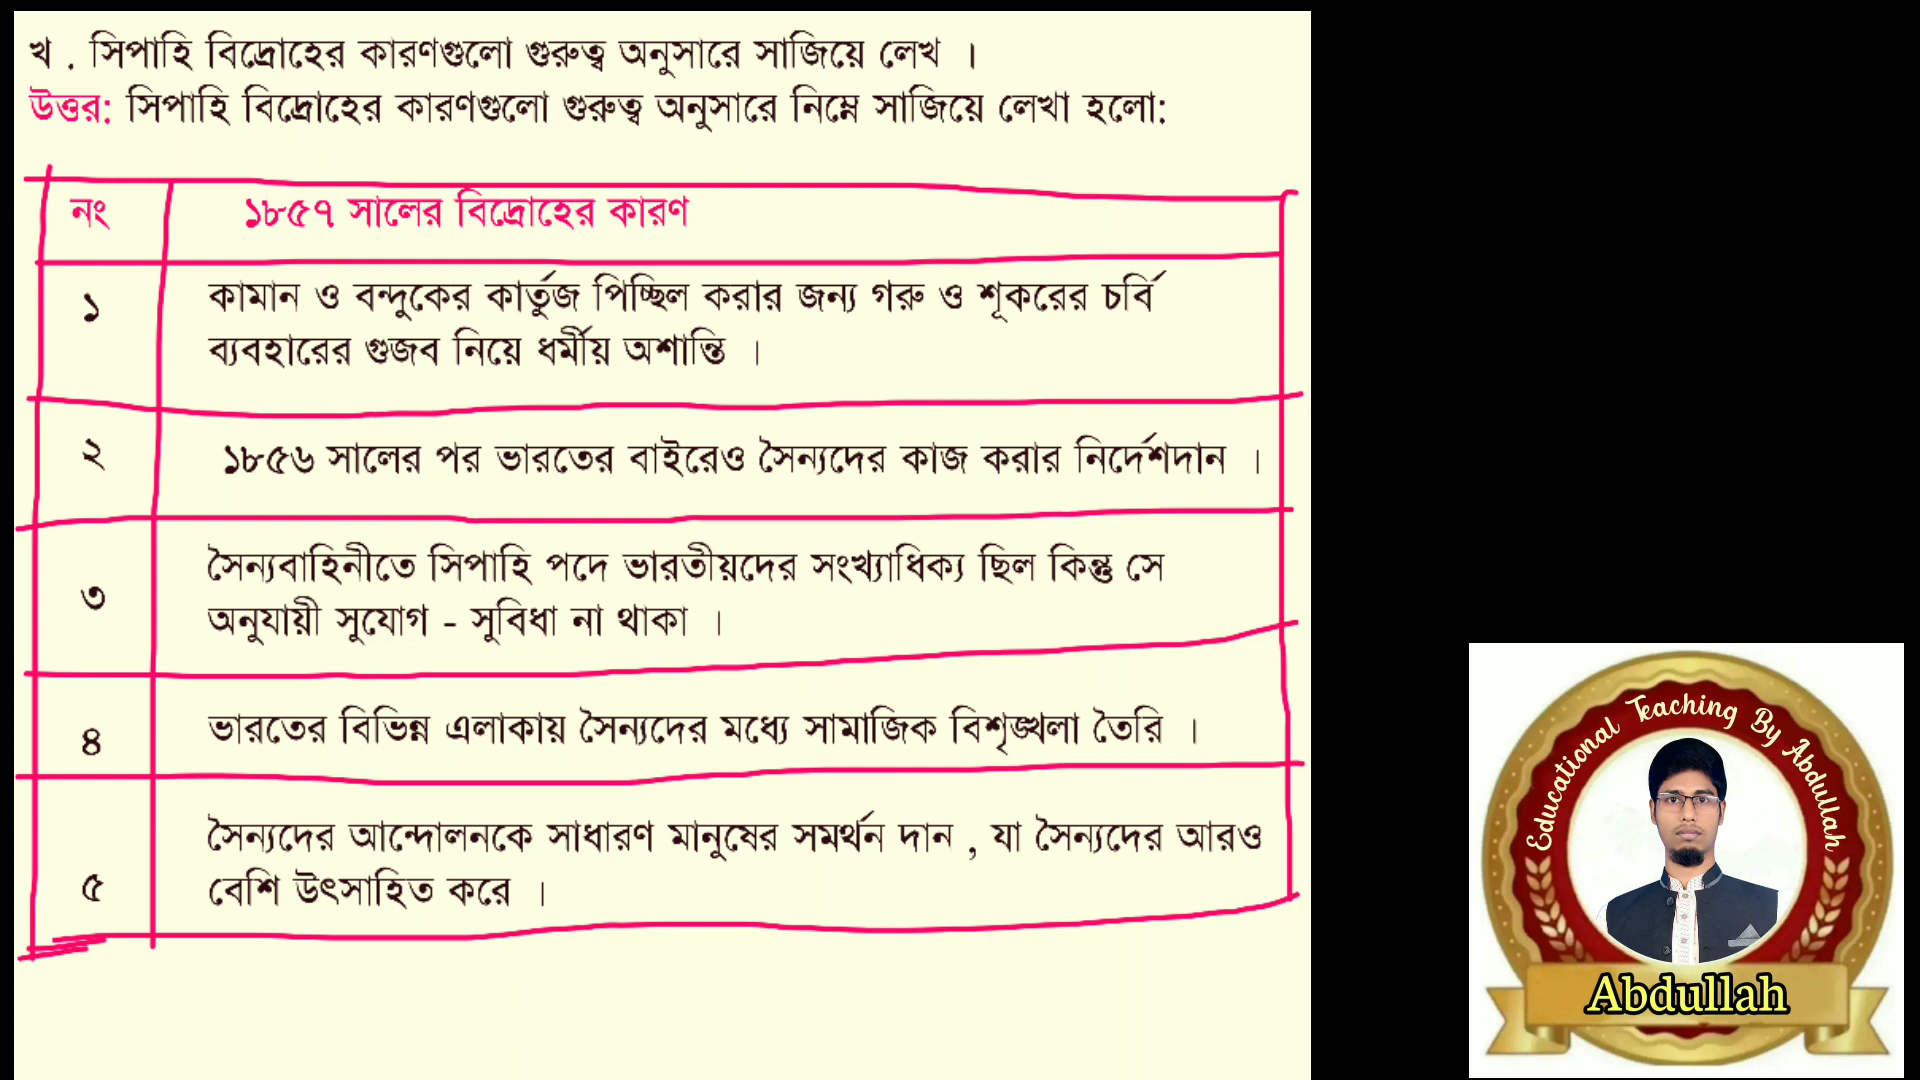 খ . সিপাহি বিদ্রোহের কারণগুলো গুরুত্ব অনুসারে সাজিয়ে লেখ ।
উত্তর: সিপাহি বিদ্রোহের কারণগুলো গুরুত্ব অনুসারে নিম্নে সাজিয়ে লেখা হলো:
নং ১৮৫৭ সালের বিদ্রোহের কারণ
১ কামান ও বন্দুকের কার্তুজ পিচ্ছিল করার জন্য গরু ও শূকরের চর্বি
ব্যবহারের গুজব নিয়ে ধর্মীয় অশান্তি ।
২ ১৮৫৬ সালের পর ভারতের বাইরেও সৈন্যদের কাজ করার নির্দেশদান ।
৩ সৈন্যবাহিনীতে সিপাহি পদে ভারতীয়দের সংখ্যাধিক্য ছিল কিন্তু সে
অনুযায়ী সুযোগ - সুবিধা না থাকা ।
৪ ভারতের বিভিন্ন এলাকায় সৈন্যদের মধ্যে সামাজিক বিশৃঙ্খলা তৈরি ।
৫ সৈন্যদের আন্দোলনকে সাধারণ মানুষের সমর্থন দান , যা সৈন্যদের আরও
বেশি উৎসাহিত করে ।
Educational Teaching By Abdullah
Abdullah